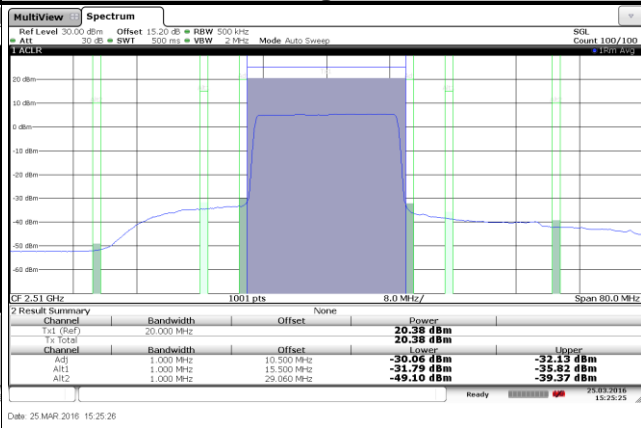 MultiView Spectrum
Ref Level 30.00 dBm Offset 15.20 dB RBW 500 kHz SGL
Att 30 dB SWT 500 ms VBW 2 MHz Mode Auto Sweep Count 100/100
1 ACLR 1Rm Avg
20 dBm
10 dBm
0 dBm
-10 dBm
-20 dBm
-30 dBm
-40 dBm
-50 dBm
-60 dBm
CF 2.51 GHz 1001 pts 8.0 MHz/ Span 80.0 MHz
2 Result Summary None
Channel Bandwidth Offset Power
Tx1 (Ref) 20.000 MHz 20.38 dBm
Tx Total 20.38 dBm
Channel Bandwidth Offset Lower Upper
Adj 1.000 MHz 10.500 MHz -30.06 dBm -32.13 dBm
Alt1 1.000 MHz 15.500 MHz -31.79 dBm -35.82 dBm
Alt2 1.000 MHz 29.060 MHz -49.10 dBm -39.37 dBm
Ready 25.03.2016
15:25:25
Date: 25.MAR.2016 15:25:26